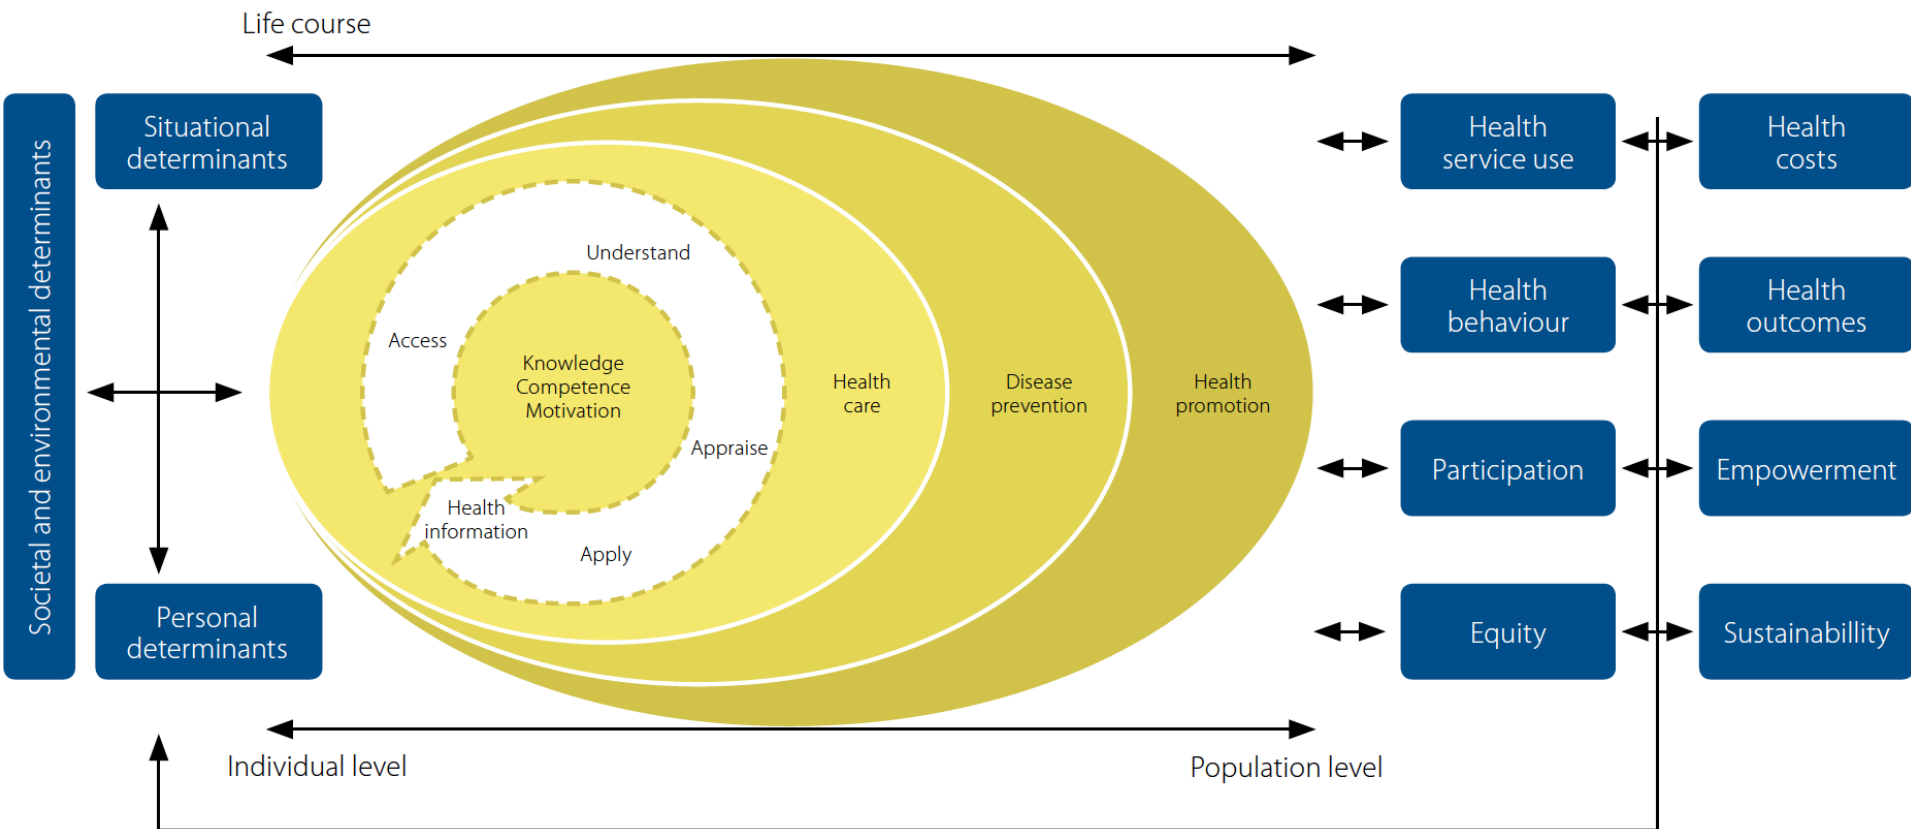 Life course
Societal and environmental determinants
Situational
determinants
Personal
determinants
Understand
Access
Knowledge
Competence
Motivation
Appraise
Health
information
Apply
Health
care
Disease
prevention
Health
promotion
Individual level
Population level
Health
service use
Health
costs
Health
behaviour
Health
outcomes
Participation
Empowerment
Equity
Sustainabillity